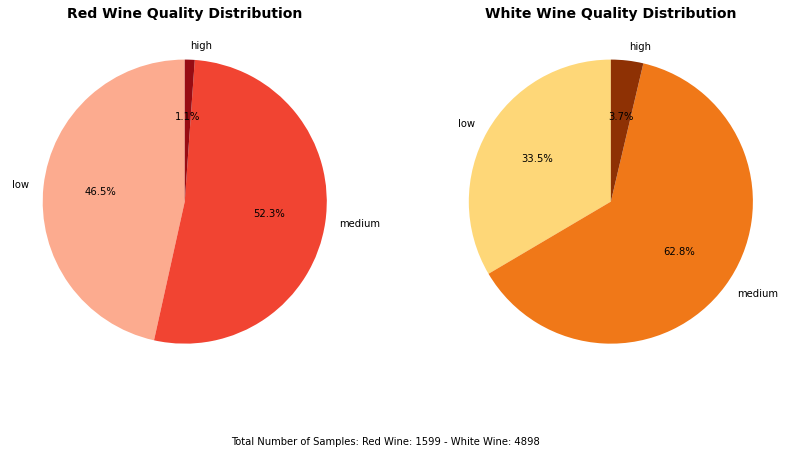 Red Wine Quality Distribution
high
1.1%
low
46.5%
52.3%
medium
White Wine Quality Distribution
high
3.7%
low
33.5%
62.8%
medium
Total Number of Samples: Red Wine: 1599 - White Wine: 4898